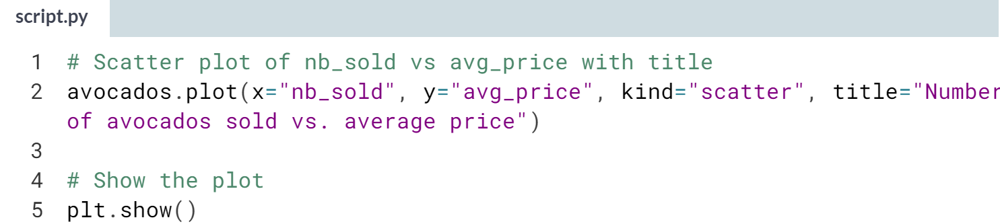 script.py
1 # Scatter plot of nb_sold vs avg_price with title
2 avocados.plot(x="nb_sold", y="avg_price", kind="scatter", title="Number
of avocados sold vs. average price")
3
4 # Show the plot
5 plt.show()